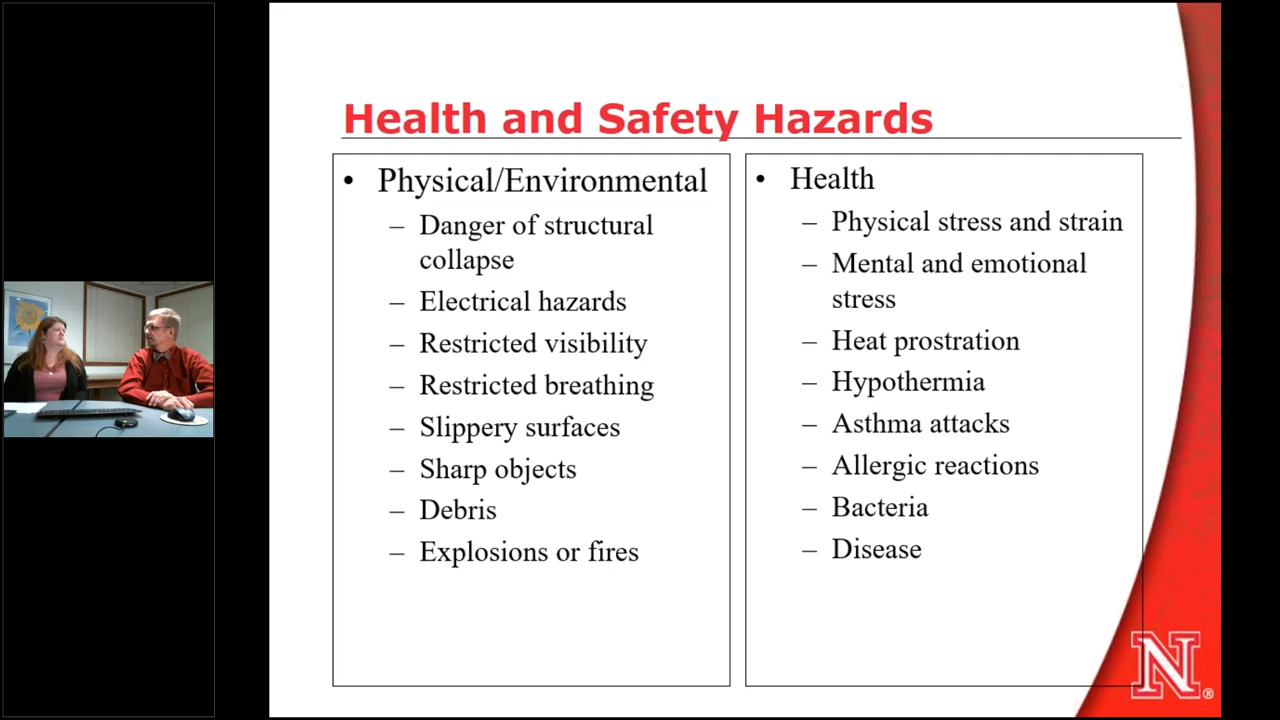 Health and Safety Hazards
• Physical/Environmental
– Danger of structural
collapse
– Electrical hazards
– Restricted visibility
– Restricted breathing
– Slippery surfaces
– Sharp objects
– Debris
– Explosions or fires
• Health
– Physical stress and strain
– Mental and emotional
stress
– Heat prostration
– Hypothermia
– Asthma attacks
– Allergic reactions
– Bacteria
– Disease
N®